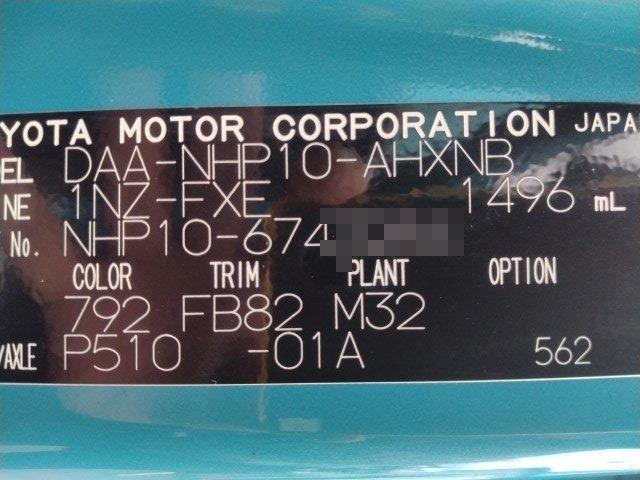 YOTA MOTOR CORPORATION JAPAN
EL DAA-NHP10-AHXNB
NE 1NZ-FXE 1496 mL
No. NHP10-674
COLOR TRIM PLANT OPTION
792 FB82 M32
/AXLE P510 -01A 562